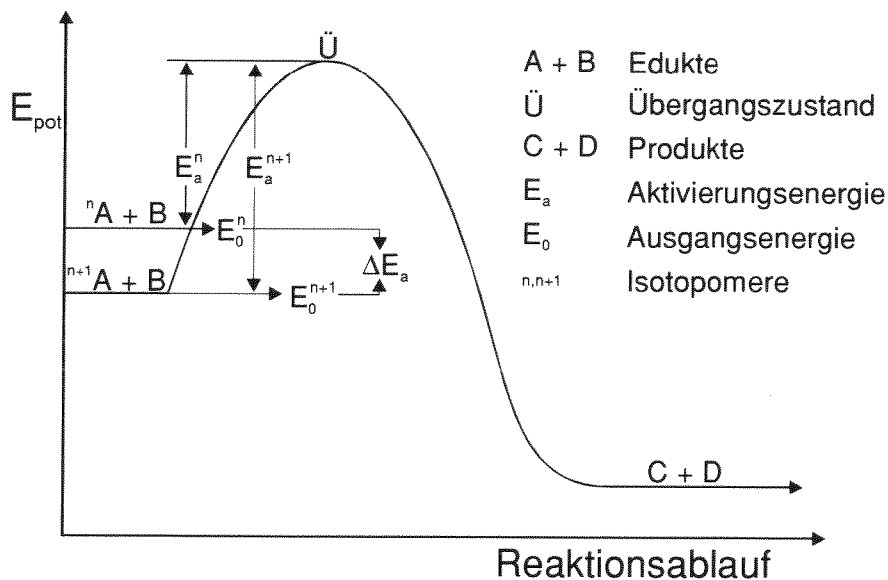 Ü
E_pot
E_a^n
E_a^n+1
^nA + B
E_0^n
ΔE_a
^n+1A + B
E_0^n+1
C + D
Reaktionsablauf
A + B Edukte
Ü Übergangszustand
C + D Produkte
E_a Aktivierungsenergie
E_0 Ausgangsenergie
n,n+1 Isotopomere